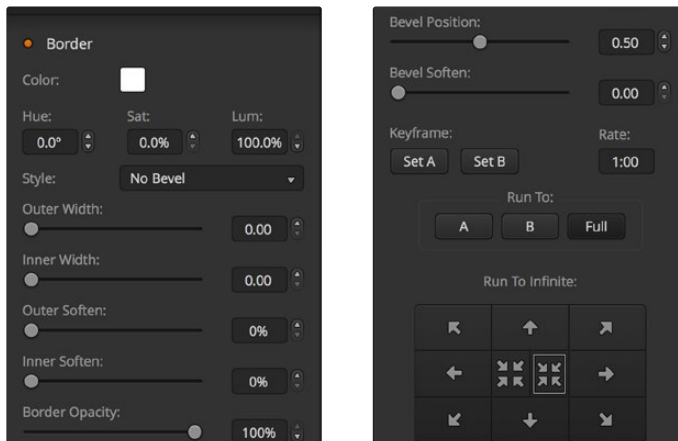 Border
Color:
Hue: Sat: Lum:
0.0° 0.0% 100.0%
Style: No Bevel
Outer Width:
0.00
Inner Width:
0.00
Outer Soften:
0%
Inner Soften:
0%
Border Opacity:
100%
Bevel Position:
0.50
Bevel Soften:
0.00
Keyframe: Rate:
Set A Set B 1:00
Run To:
A B Full
Run To Infinite: